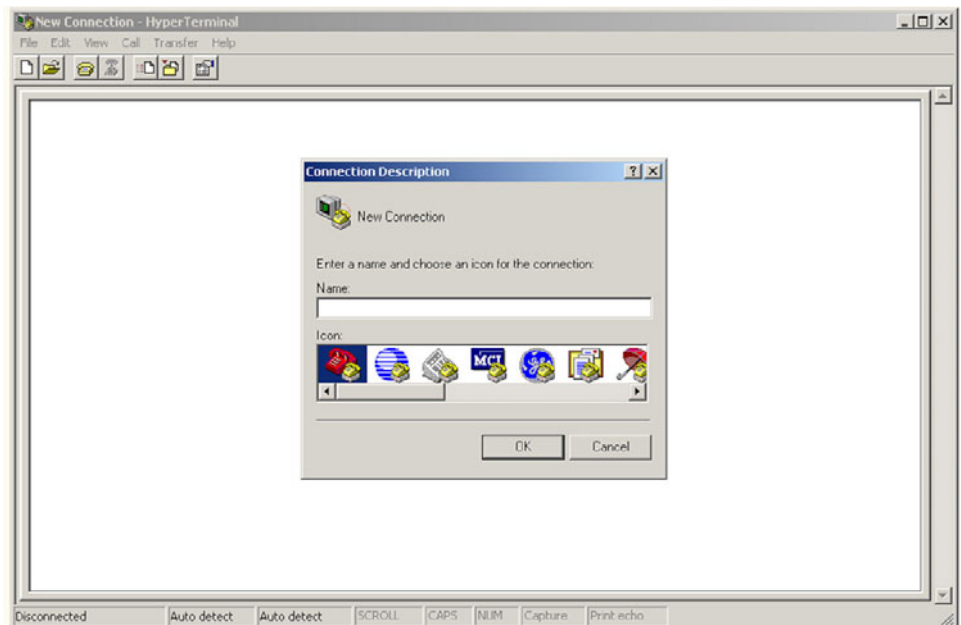 New Connection - HyperTerminal
File Edit View Call Transfer Help
Connection Description
New Connection
Enter a name and choose an icon for the connection:
Name:
Icon:
MCI
OK Cancel
Disconnected Auto detect Auto detect SCROLL CAPS NUM Capture Print echo